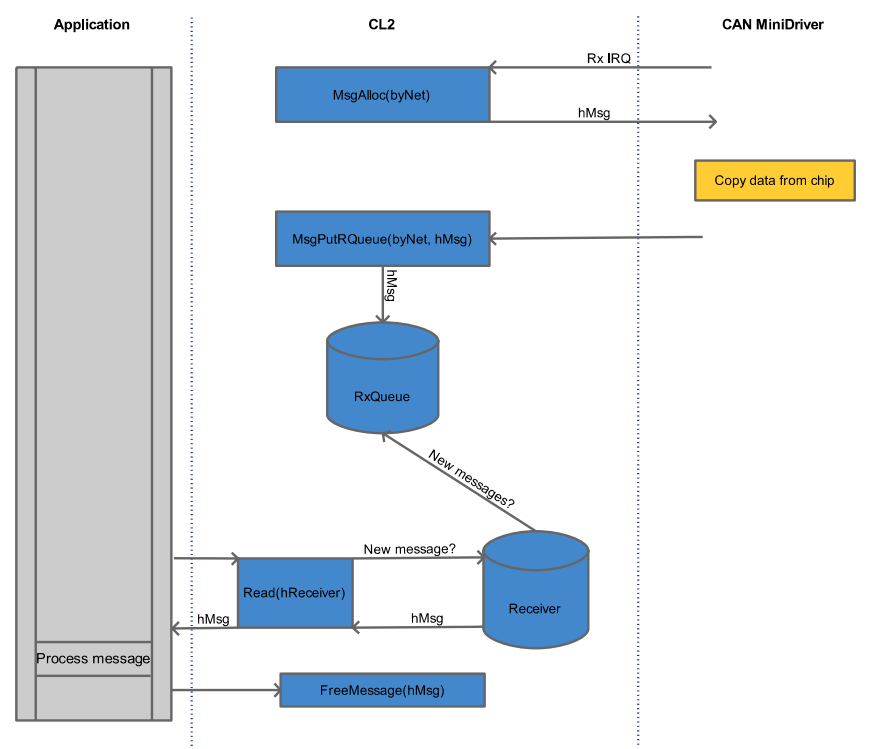 Application
CL2
CAN MiniDriver
Rx IRQ
MsgAlloc(byNet)
hMsg
Copy data from chip
MsgPutRQueue(byNet, hMsg)
hMsg
RxQueue
New messages?
New message?
Read(hReceiver)
Receiver
hMsg
hMsg
Process message
FreeMessage(hMsg)